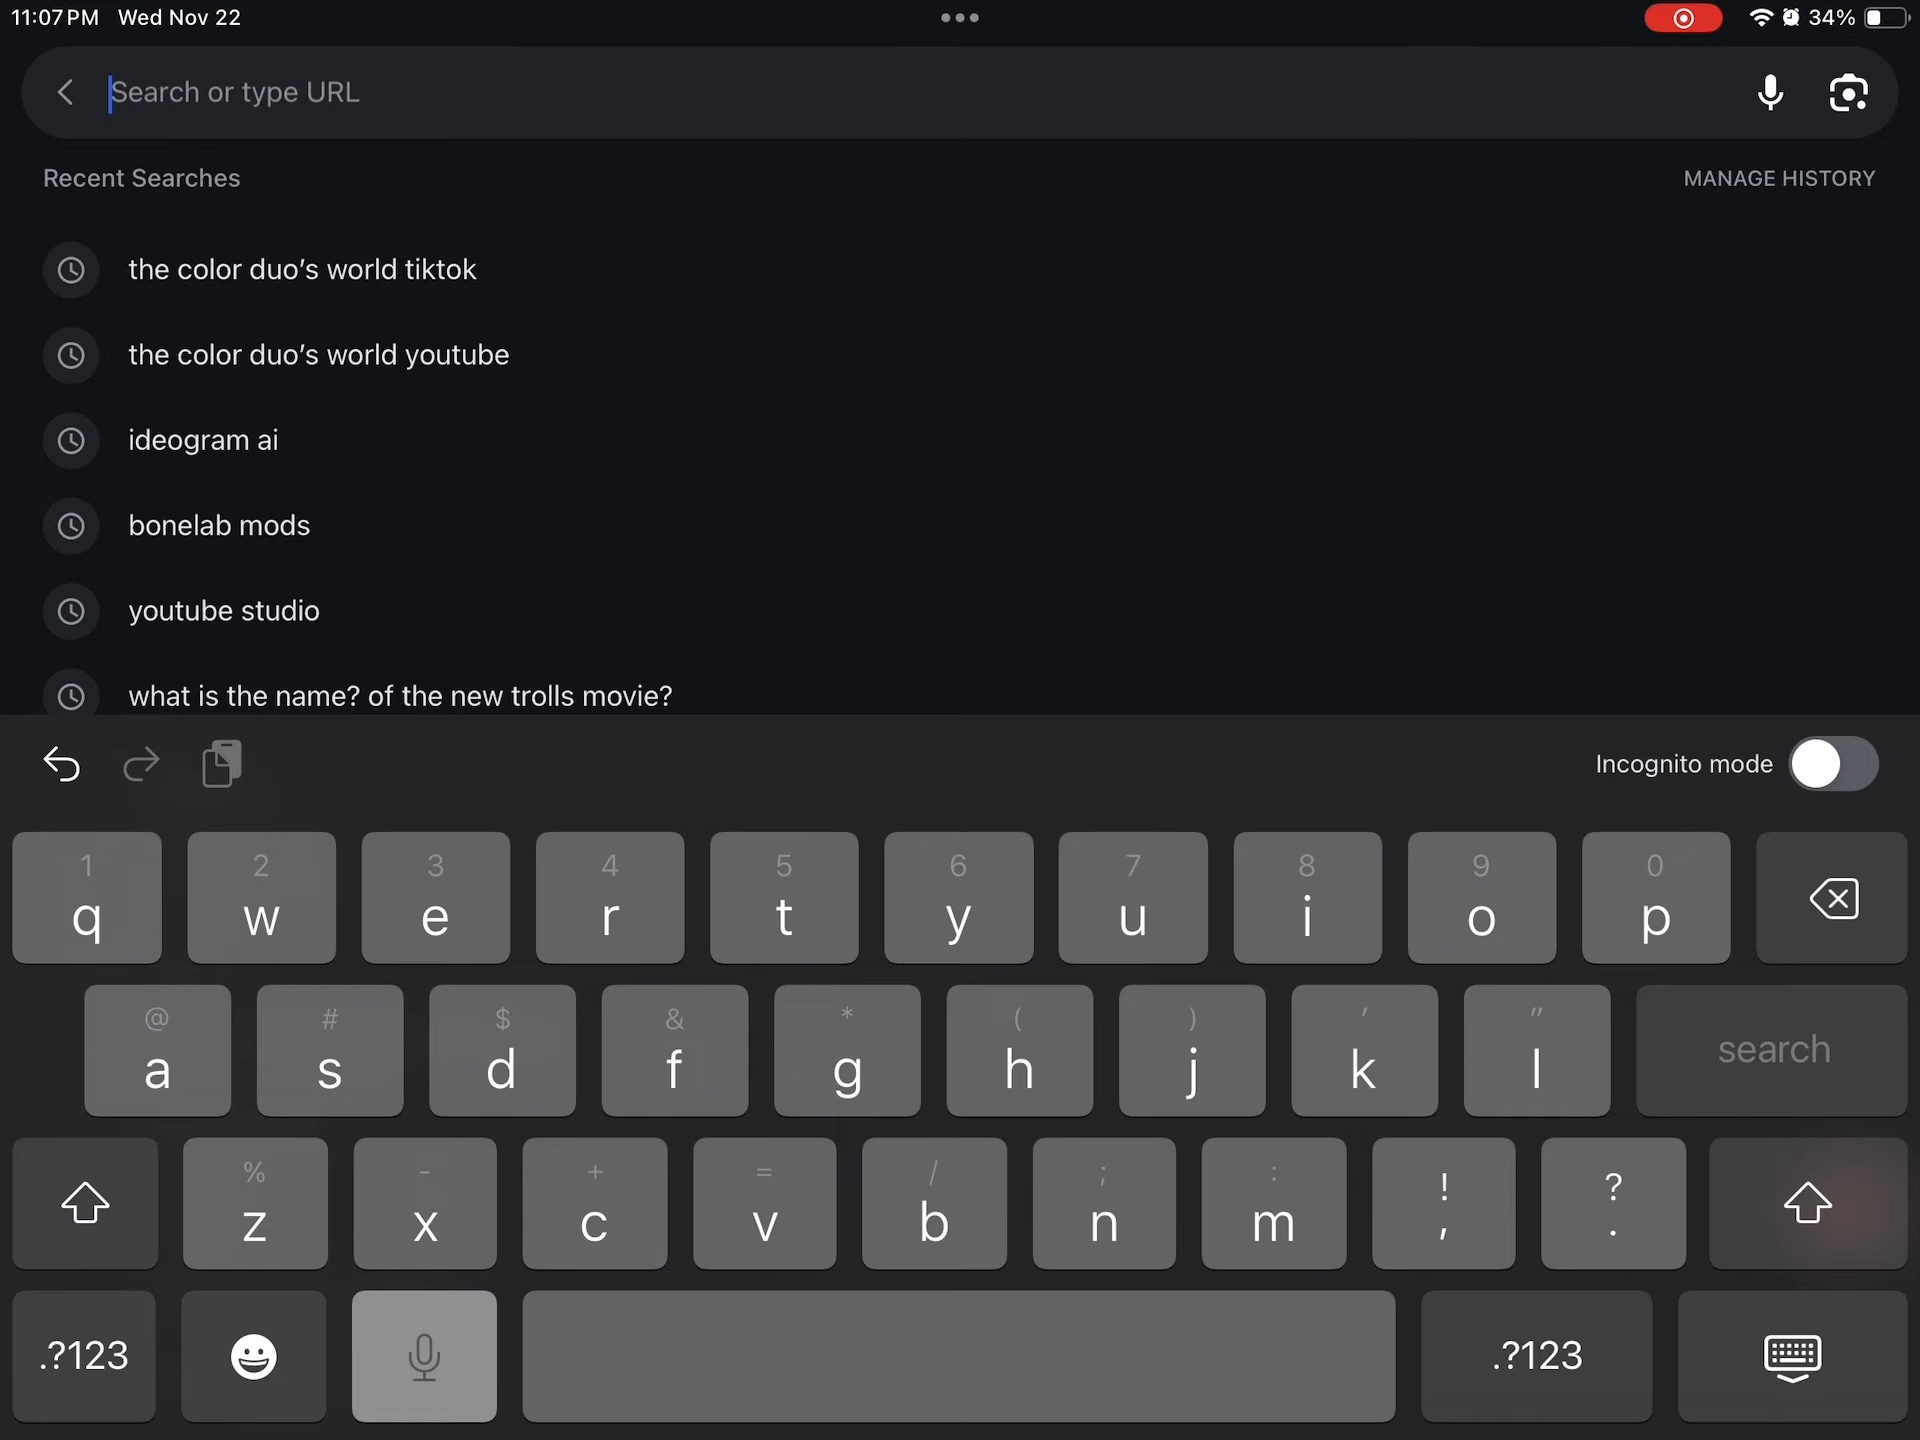 11:07 PM Wed Nov 22 34%
Search or type URL
Recent Searches MANAGE HISTORY
the color duo’s world tiktok
the color duo’s world youtube
ideogram ai
bonelab mods
youtube studio
what is the name? of the new trolls movie?
Incognito mode
1 2 3 4 5 6 7 8 9 0
q w e r t y u i o p
@ # $ & * ( ) ' "
a s d f g h j k l search
% - + = / ; : ! ?
z x c v b n m , .
.?123 .?123